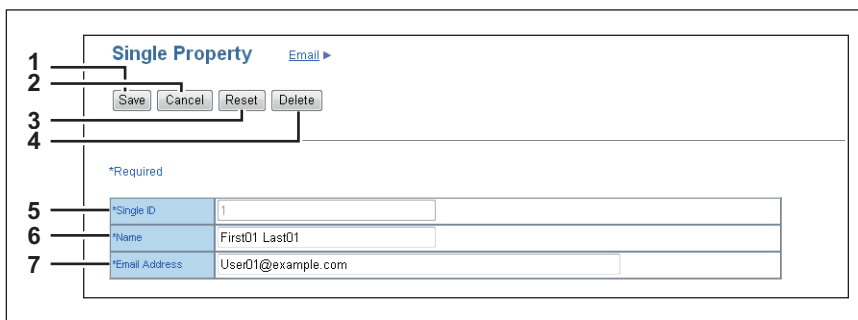 Single Property Email ►
1
2
Save Cancel Reset Delete
3
4
*Required
5 *Single ID 1
6 *Name First01 Last01
7 *Email Address User01@example.com